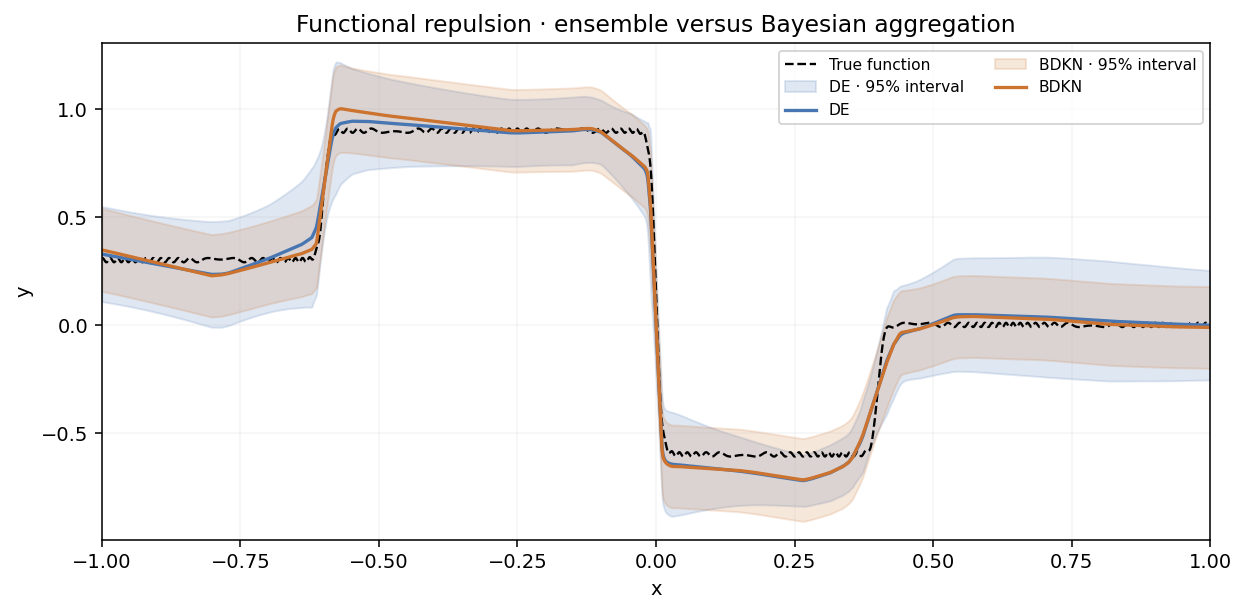 Functional repulsion · ensemble versus Bayesian aggregation
True function
DE · 95% interval
DE
BDKN · 95% interval
BDKN
y
1.0
0.5
0.0
−0.5
−1.00 −0.75 −0.50 −0.25 0.00 0.25 0.50 0.75 1.00
x